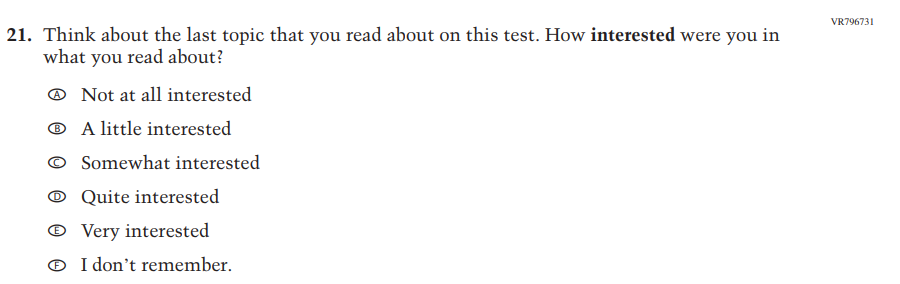 VR796731
21. Think about the last topic that you read about on this test. How interested were you in
what you read about?
A Not at all interested
B A little interested
C Somewhat interested
D Quite interested
E Very interested
F I don’t remember.